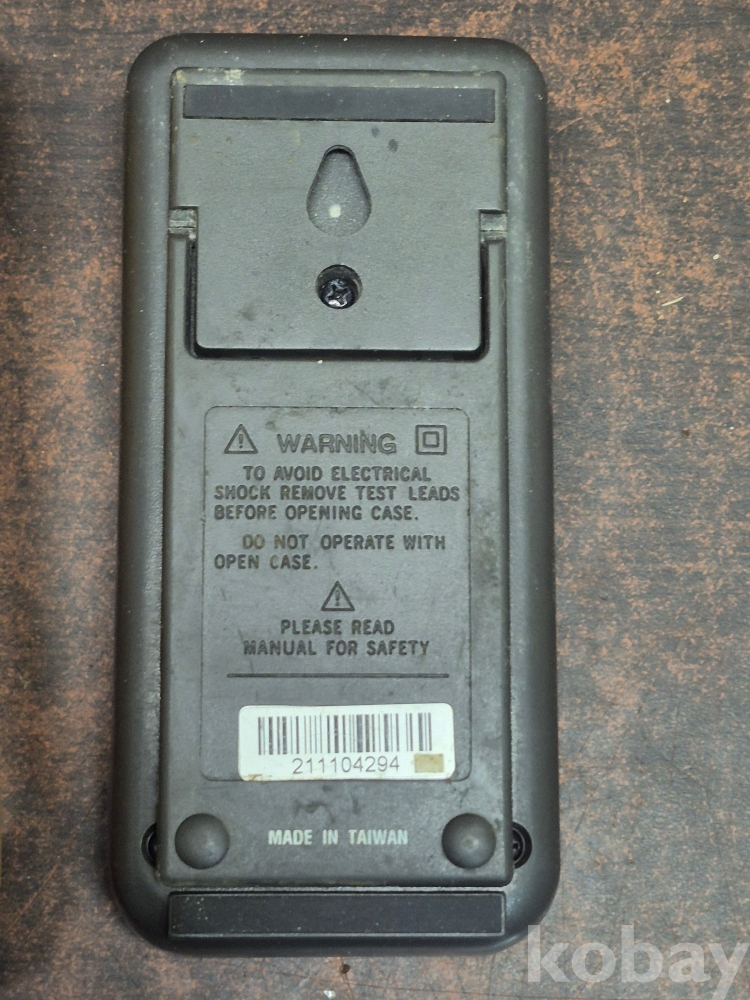 WARNING
TO AVOID ELECTRICAL
SHOCK REMOVE TEST LEADS
BEFORE OPENING CASE.
DO NOT OPERATE WITH
OPEN CASE.
PLEASE READ
MANUAL FOR SAFETY
211104294
MADE IN TAIWAN
kobay